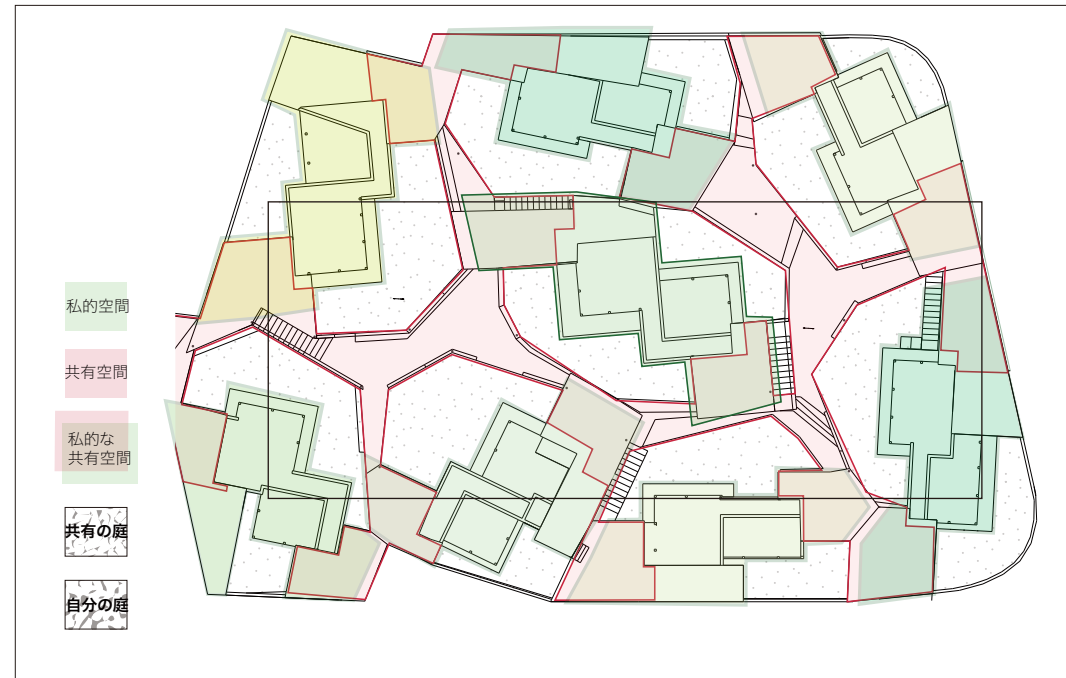 私的空間
共有空間
私的な
共有空間
共有の庭
自分の庭